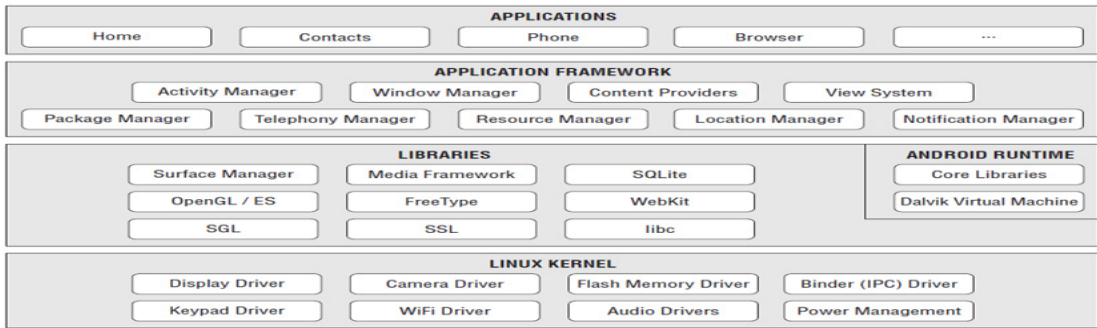 APPLICATIONS
Home Contacts Phone Browser ...
APPLICATION FRAMEWORK
Activity Manager Window Manager Content Providers View System
Package Manager Telephony Manager Resource Manager Location Manager Notification Manager
LIBRARIES ANDROID RUNTIME
Surface Manager Media Framework SQLite Core Libraries
OpenGL / ES FreeType WebKit Dalvik Virtual Machine
SGL SSL libc
LINUX KERNEL
Display Driver Camera Driver Flash Memory Driver Binder (IPC) Driver
Keypad Driver WiFi Driver Audio Drivers Power Management